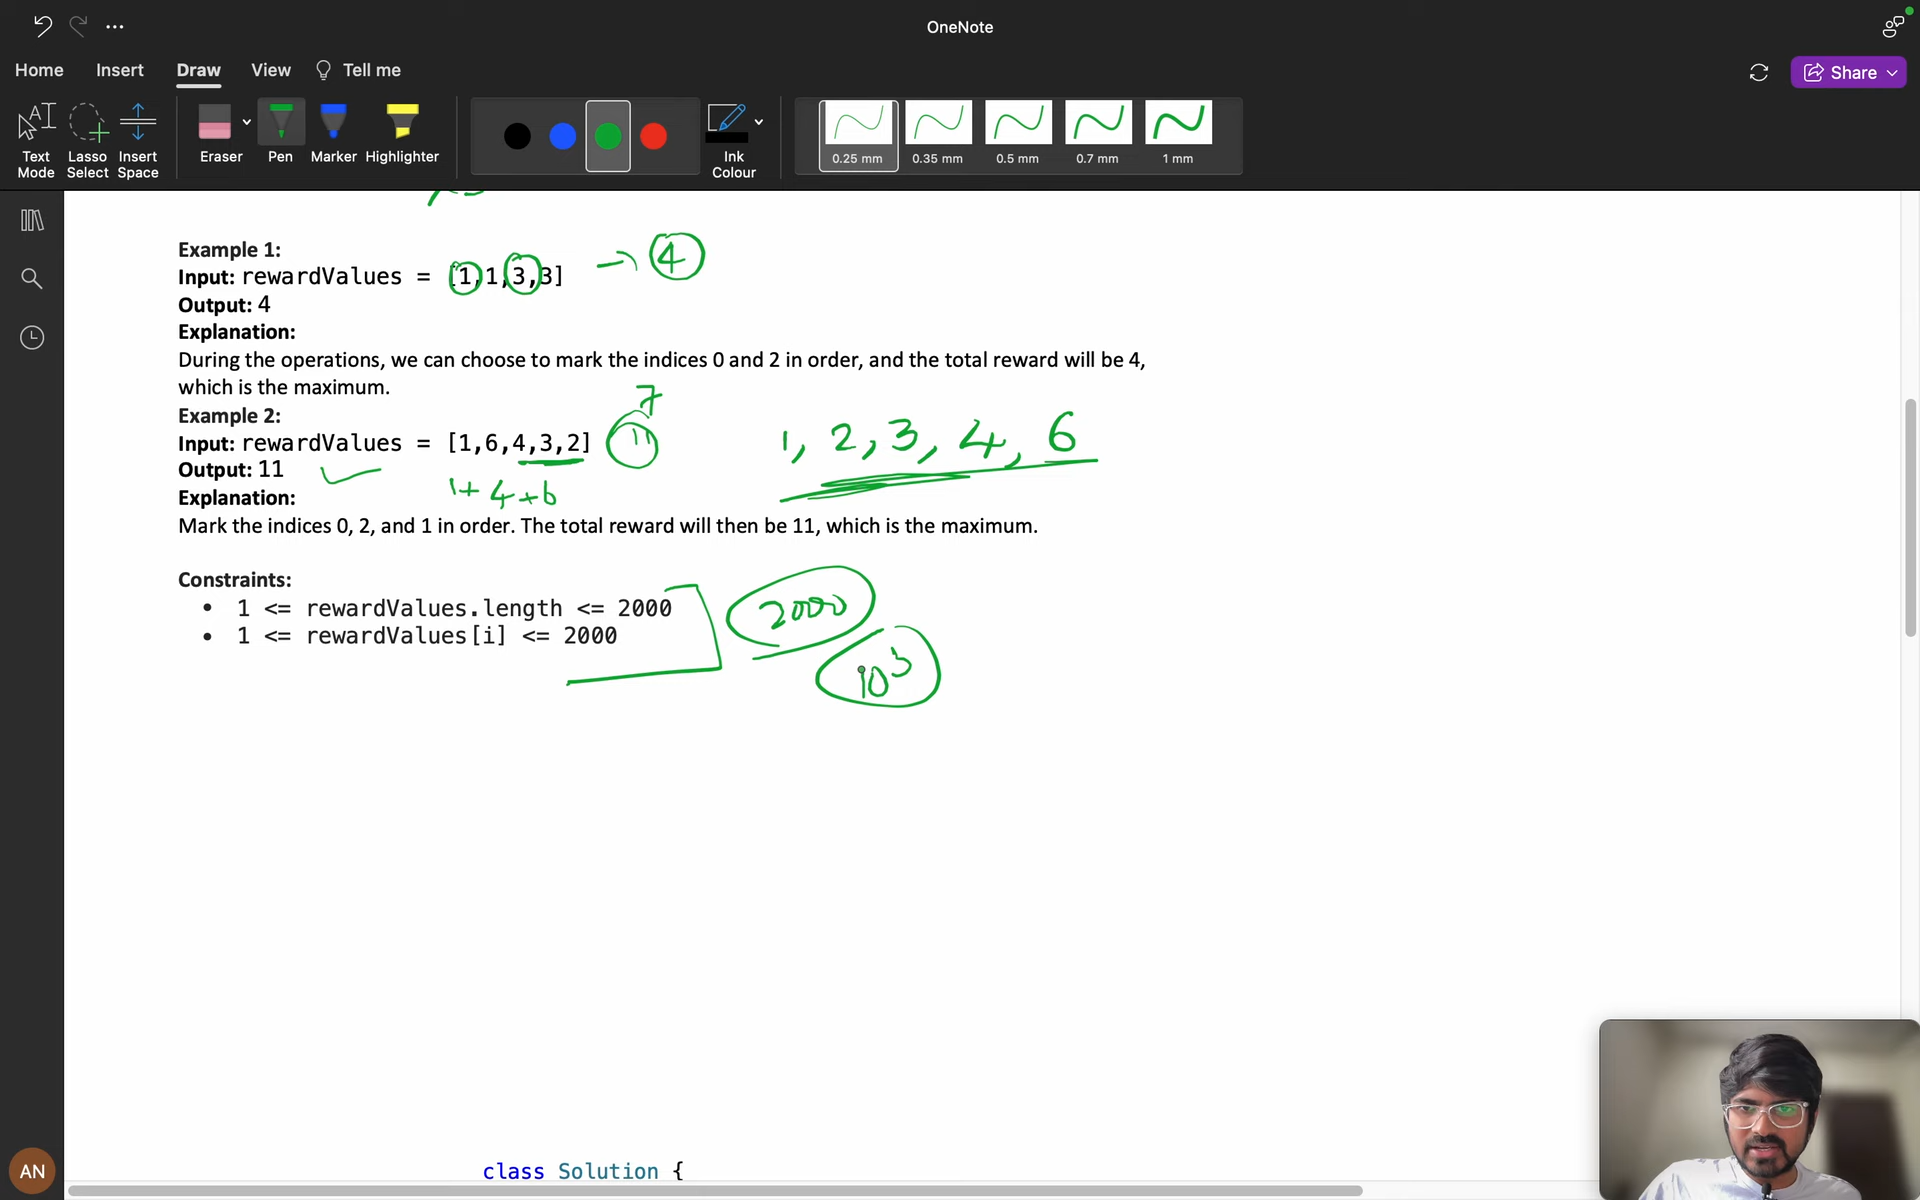 OneNote
Home Insert Draw View Tell me
Share
Text Mode
Lasso Select
Insert Space
Eraser
Pen
Marker
Highlighter
Ink Colour
0.25 mm
0.35 mm
0.5 mm
0.7 mm
1 mm
Example 1:
Input: rewardValues = [1,1,3,3] → 4
Output: 4
Explanation:
During the operations, we can choose to mark the indices 0 and 2 in order, and the total reward will be 4,
which is the maximum.
7
Example 2:
Input: rewardValues = [1,6,4,3,2] 11 1, 2, 3, 4, 6
Output: 11
1+ 4+6
Explanation:
Mark the indices 0, 2, and 1 in order. The total reward will then be 11, which is the maximum.
Constraints:
• 1 <= rewardValues.length <= 2000 2000
• 1 <= rewardValues[i] <= 2000
10³
class Solution {
AN